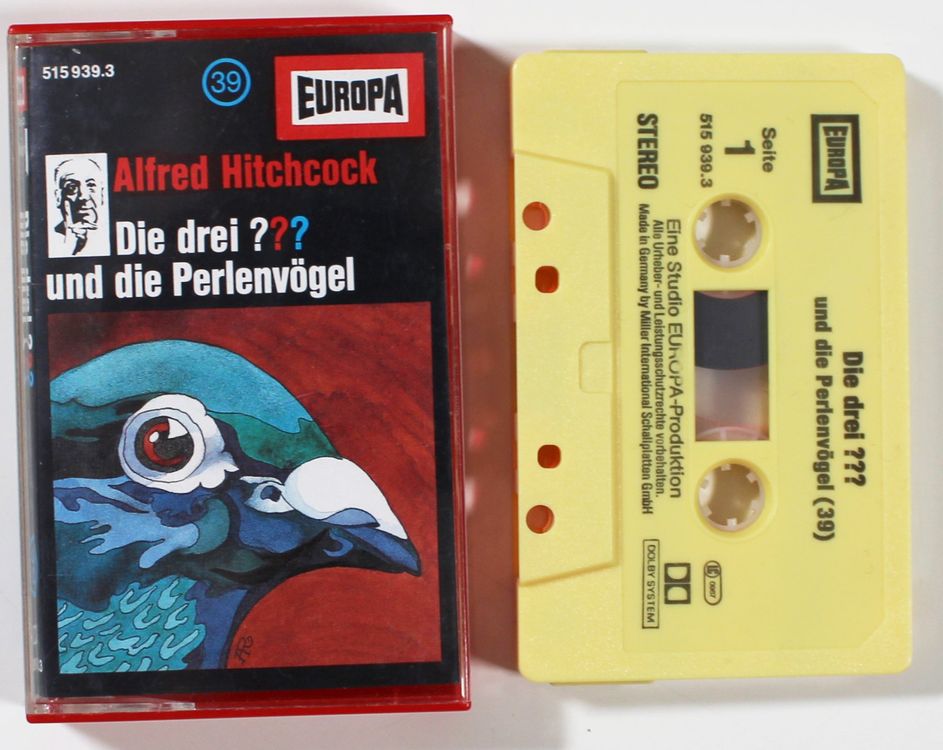 515 939.3
39
EUROPA
Alfred Hitchcock
Die drei ???
und die Perlenvögel
EUROPA
Seite
1
515 939.3
STEREO
Die drei ???
und die Perlenvögel (39)
Eine Studio EUROPA-Produktion
Alle Urheber- und Leistungsschutzrechte vorbehalten.
Made in Germany by Miller International Schallplatten GmbH
DOLBY SYSTEM